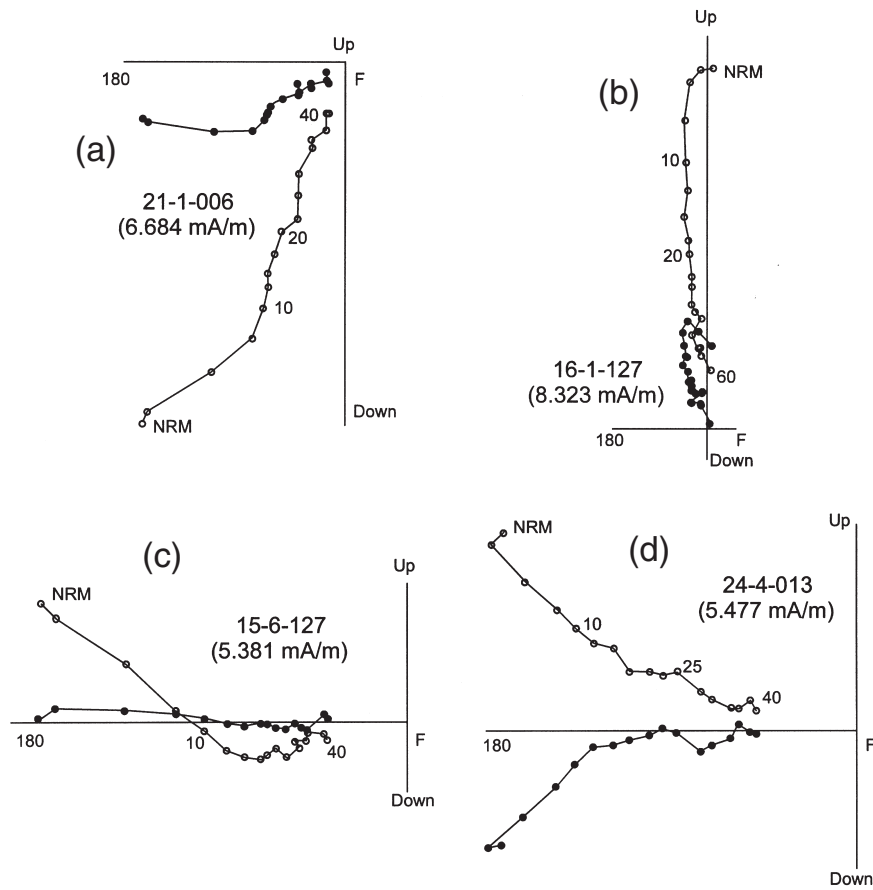 Up
180
F
40
(a)
21-1-006
(6.684 mA/m)
20
10
Down
NRM
Up
NRM
(b)
10
20
16-1-127
(8.323 mA/m)
60
180
F
Down
(c)
NRM
Up
15-6-127
(5.381 mA/m)
180
10
40
F
Down
NRM
(d)
Up
24-4-013
(5.477 mA/m)
10
25
40
180
F
Down